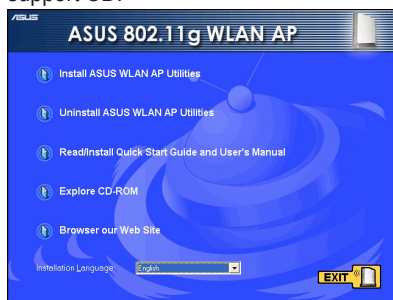 support CD.
ASUS
ASUS 802.11g WLAN AP
Install ASUS WLAN AP Utilities
Uninstall ASUS WLAN AP Utilities
Read/Install Quick Start Guide and User's Manual
Explore CD-ROM
Browser our Web Site
Installation Language: English
EXIT